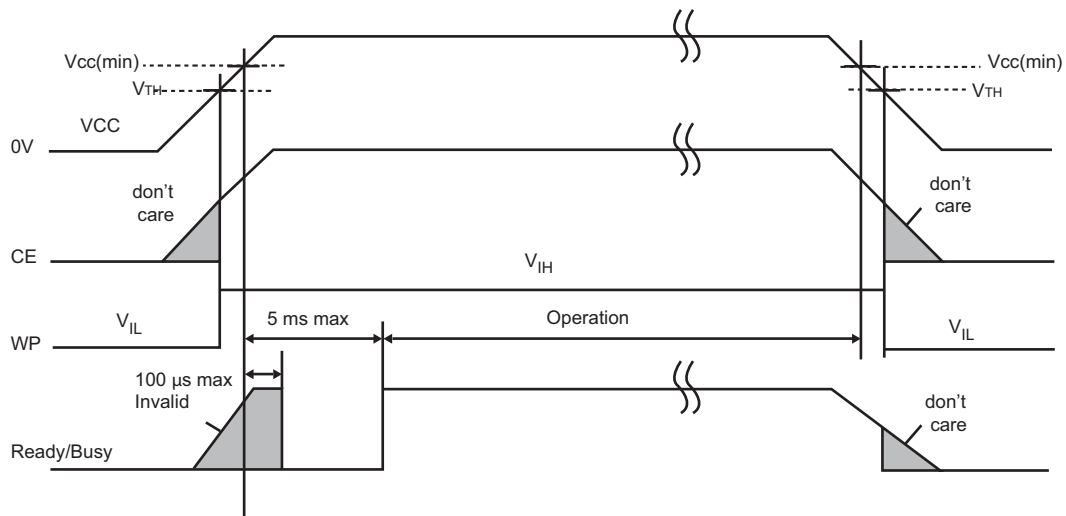 Vcc(min)
VTH
VCC
0V
Vcc(min)
VTH
don't
care
CE
don't
care
VIH
VIL
WP
5 ms max
Operation
VIL
100 µs max
Invalid
Ready/Busy
don't
care